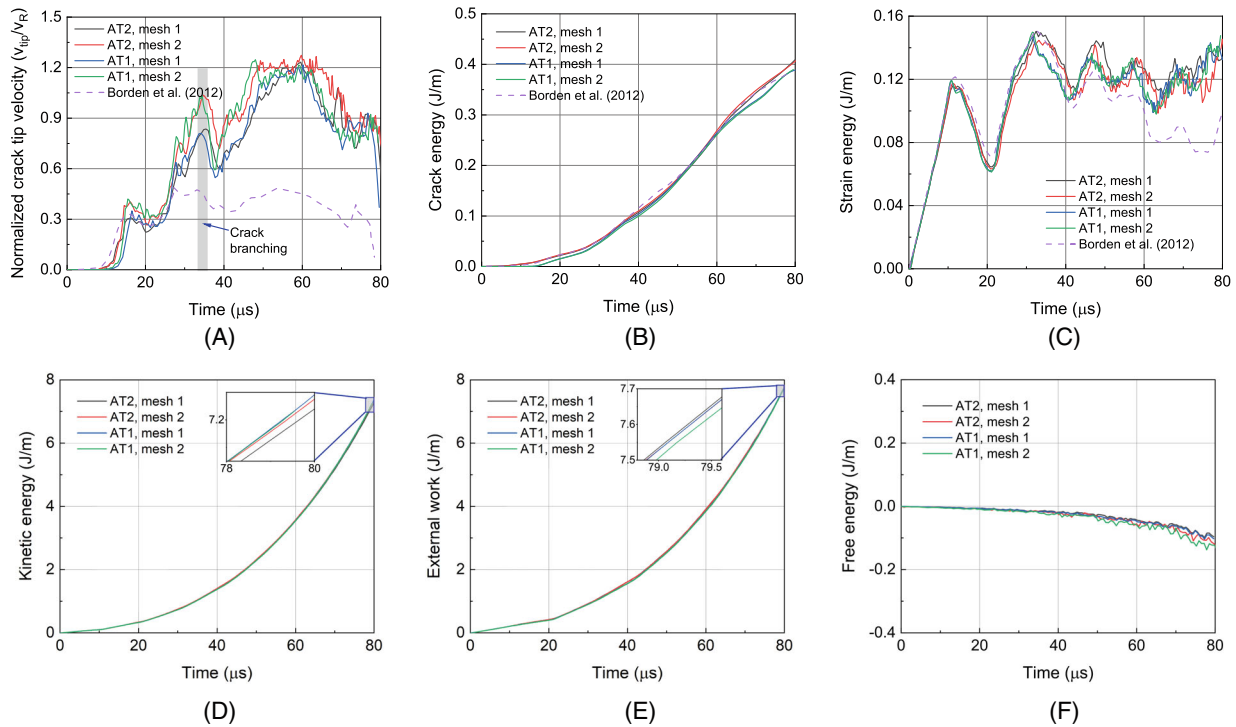 Normalized crack tip velocity (vtip/vR)
1.5
1.2
0.9
0.6
0.3
0.0
AT2, mesh 1
AT2, mesh 2
AT1, mesh 1
AT1, mesh 2
Borden et al. (2012)
Crack
branching
0 20 40 60 80
Time (μs)
(A)
Crack energy (J/m)
0.5
0.4
0.3
0.2
0.1
0.0
AT2, mesh 1
AT2, mesh 2
AT1, mesh 1
AT1, mesh 2
Borden et al. (2012)
0 20 40 60 80
Time (μs)
(B)
Strain energy (J/m)
0.16
0.12
0.08
0.04
0.00
AT2, mesh 1
AT2, mesh 2
AT1, mesh 1
AT1, mesh 2
Borden et al. (2012)
0 20 40 60 80
Time (μs)
(C)
Kinetic energy (J/m)
8
6
4
2
0
AT2, mesh 1
AT2, mesh 2
AT1, mesh 1
AT1, mesh 2
7.2
78 80
0 20 40 60 80
Time (μs)
(D)
External work (J/m)
8
6
4
2
0
AT2, mesh 1
AT2, mesh 2
AT1, mesh 1
AT1, mesh 2
7.7
7.6
7.5
79.0 79.5
0 20 40 60 80
Time (μs)
(E)
Free energy (J/m)
0.4
0.2
0.0
-0.2
-0.4
AT2, mesh 1
AT2, mesh 2
AT1, mesh 1
AT1, mesh 2
0 20 40 60 80
Time (μs)
(F)